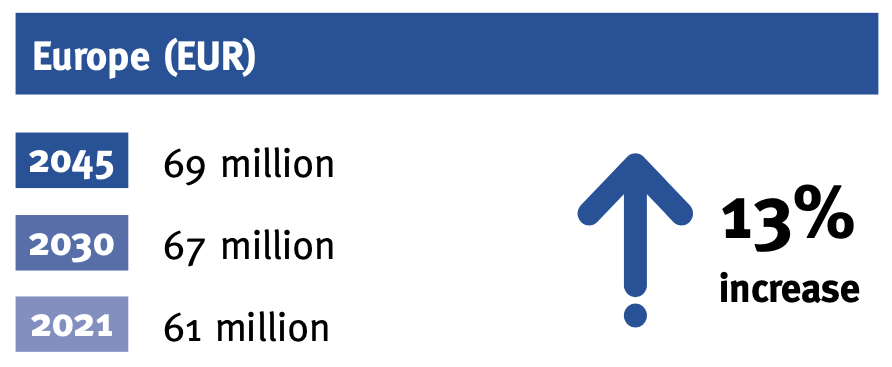 Europe (EUR)
2045 69 million
2030 67 million
2021 61 million
13%
increase